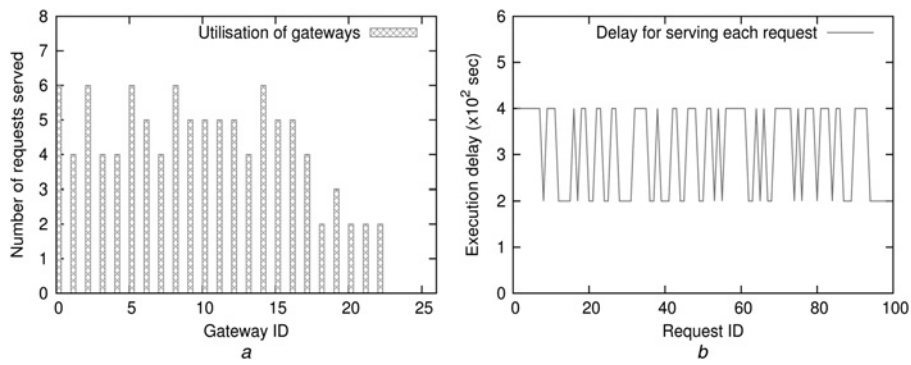 Utilisation of gateways
Number of requests served
8
7
6
5
4
3
2
1
0
0 5 10 15 20 25
Gateway ID
a
Delay for serving each request
Execution delay (x10² sec)
6
5
4
3
2
1
0
0 20 40 60 80 100
Request ID
b